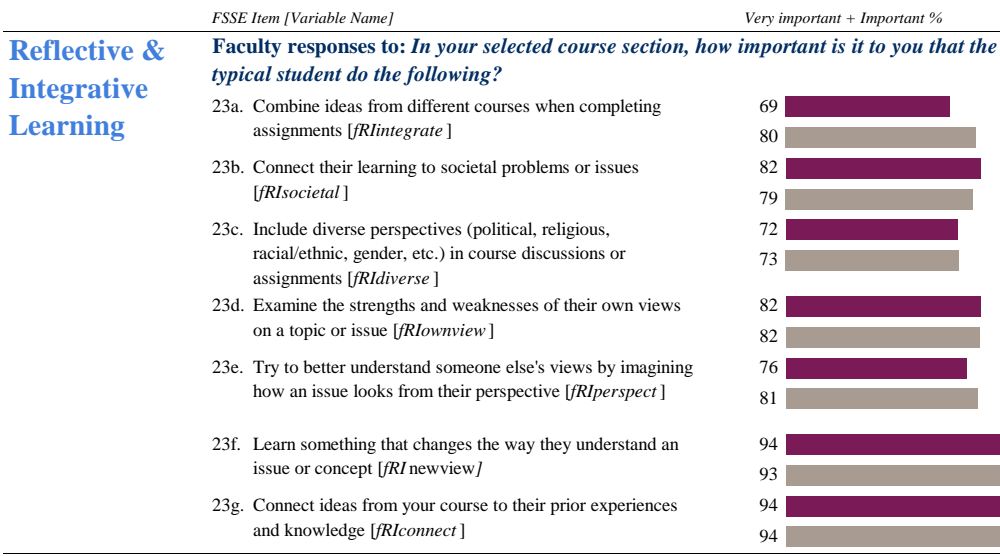 FSSE Item [Variable Name]
Very important + Important %
Reflective &
Integrative
Learning
Faculty responses to: In your selected course section, how important is it to you that the
typical student do the following?
23a. Combine ideas from different courses when completing
assignments [fRIintegrate ]
69
80
23b. Connect their learning to societal problems or issues
[fRIsocietal ]
82
79
23c. Include diverse perspectives (political, religious,
racial/ethnic, gender, etc.) in course discussions or
assignments [fRIdiverse ]
72
73
23d. Examine the strengths and weaknesses of their own views
on a topic or issue [fRIownview ]
82
82
23e. Try to better understand someone else's views by imagining
how an issue looks from their perspective [fRIperspect ]
76
81
23f. Learn something that changes the way they understand an
issue or concept [fRI newview]
94
93
23g. Connect ideas from your course to their prior experiences
and knowledge [fRIconnect ]
94
94